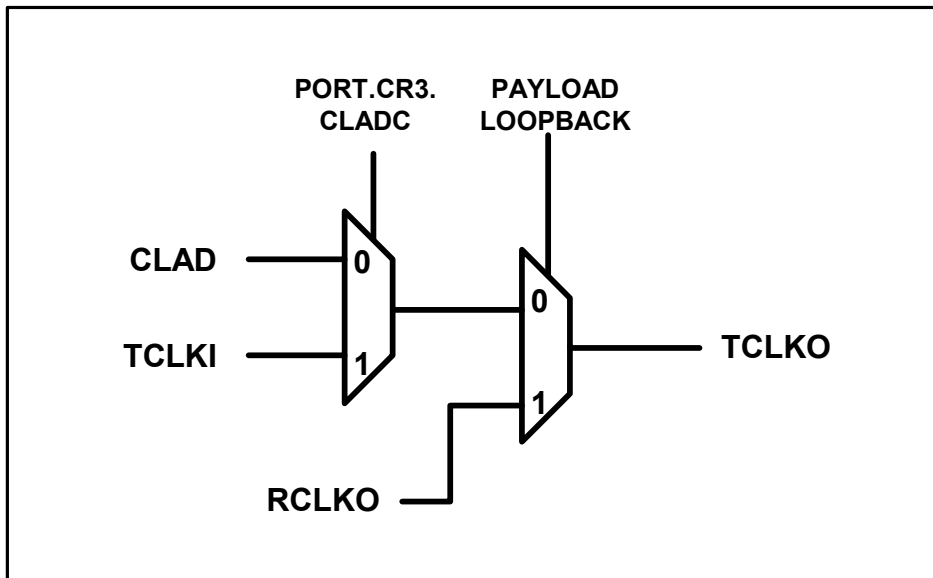 PORT.CR3.
CLADC
PAYLOAD
LOOPBACK
CLAD
0
TCLKI
1
0
1
TCLKO
RCLKO